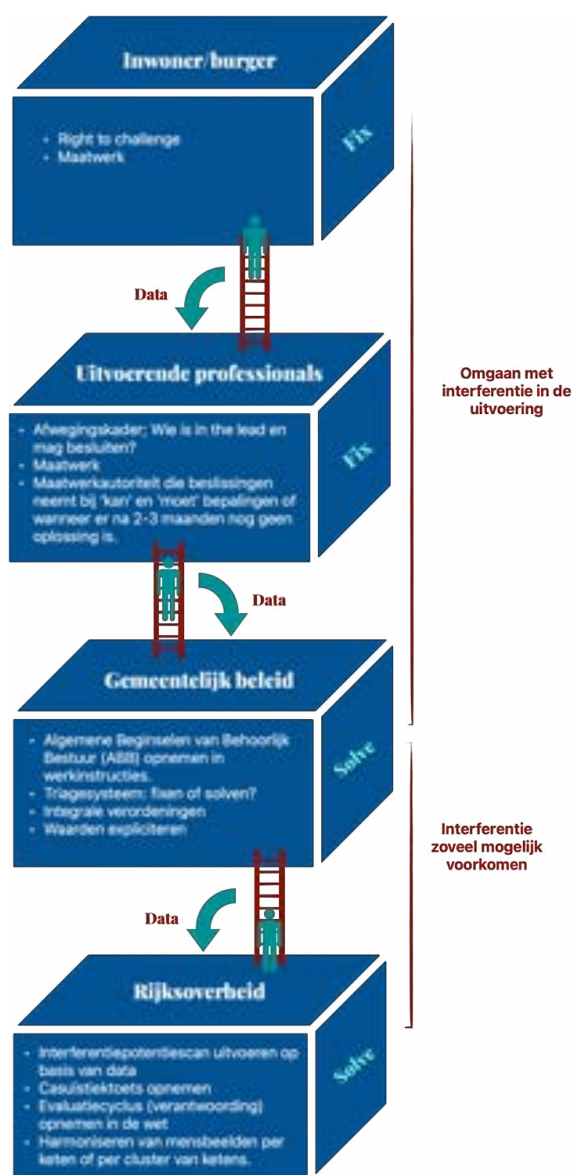 Inwoner/burger
- Right to challenge
- Maatwerk
Fix
Data
Uitvoerende professionals
- Afwegingskader; Wie is in the lead en
mag besluiten?
- Maatwerk
- Maatwerkautoriteit die beslissingen
neemt bij 'kan' en 'moet' bepalingen of
wanneer er na 2-3 maanden nog geen
oplossing is.
Fix
Omgaan met
interferentie in de
uitvoering
Data
Gemeentelijk beleid
- Algemene Beginselen van Behoorlijk
Bestuur (ABB) opnemen in
werkinstructies.
- Triagesysteem: fixen of solven?
- Integrale verordeningen
- Waarden expliciteren
Solve
Interferentie
zoveel mogelijk
voorkomen
Data
Rijksoverheid
- Interferentiepotentiescan uitvoeren op
basis van data
- Casuïstiektoets opnemen
- Evaluatiecyclus (verantwoording)
opnemen in de wet
- Harmoniseren van mensbeelden per
keten of per cluster van ketens.
Solve